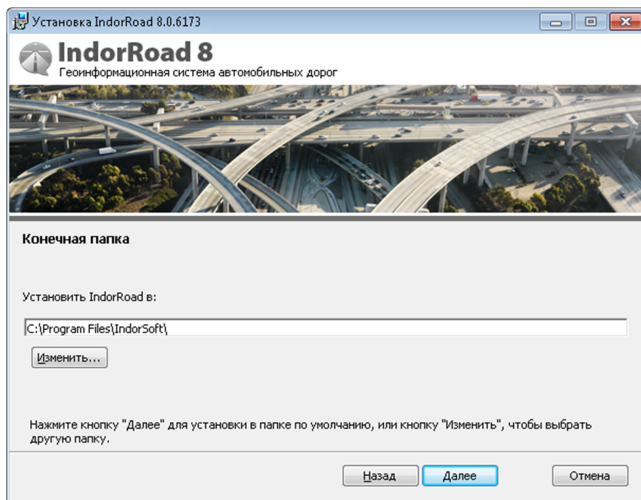 Установка IndorRoad 8.0.6173
IndorRoad 8
Геоинформационная система автомобильных дорог
Конечная папка
Установить IndorRoad в:
C:\Program Files\IndorSoft\
Изменить...
Нажмите кнопку "Далее" для установки в папке по умолчанию, или кнопку "Изменить", чтобы выбрать
другую папку.
Назад Далее Отмена